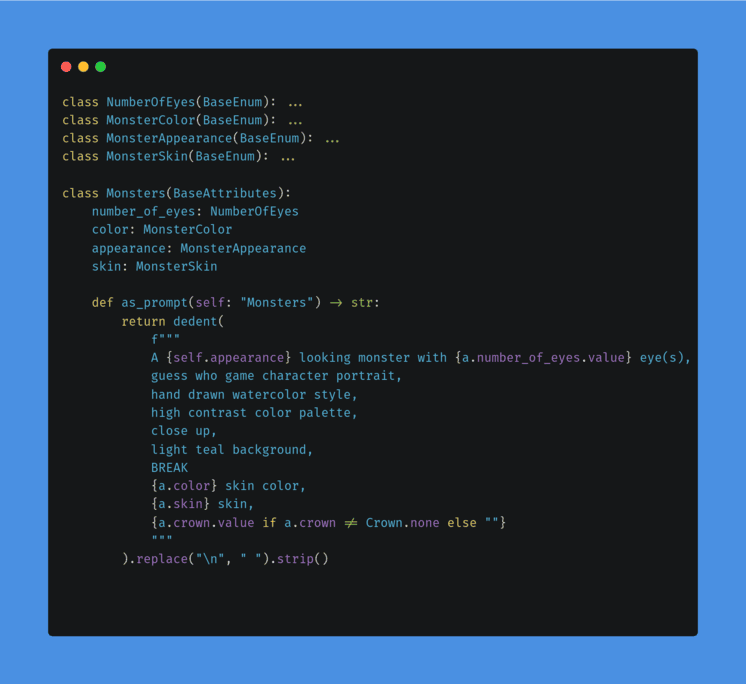 class NumberOfEyes(BaseEnum): ...
class MonsterColor(BaseEnum): ...
class MonsterAppearance(BaseEnum): ...
class MonsterSkin(BaseEnum): ...
class Monsters(BaseAttributes):
    number_of_eyes: NumberOfEyes
    color: MonsterColor
    appearance: MonsterAppearance
    skin: MonsterSkin
    def as_prompt(self: "Monsters") → str:
        return dedent(
            f"""
            A {self.appearance} looking monster with {a.number_of_eyes.value} eye(s),
            guess who game character portrait,
            hand drawn watercolor style,
            high contrast color palette,
            close up,
            light teal background,
            BREAK
            {a.color} skin color,
            {a.skin} skin,
            {a.crown.value if a.crown ≠ Crown.none else ""}
            """
        ).replace("\n", " ").strip()